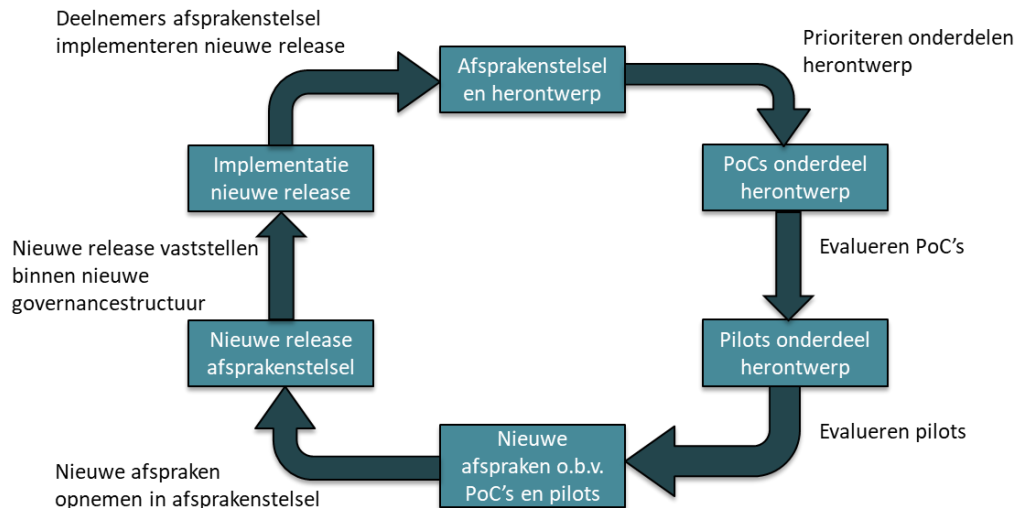 Deelnemers afsprakenstelsel
implementeren nieuwe release
Afsprakenstelsel
en herontwerp
Prioriteren onderdelen
herontwerp
PoCs onderdeel
herontwerp
Evalueren PoC’s
Pilots onderdeel
herontwerp
Evalueren pilots
Nieuwe
afspraken o.b.v.
PoC’s en pilots
Nieuwe afspraken
opnemen in afsprakenstelsel
Nieuwe release
afsprakenstelsel
Nieuwe release vaststellen
binnen nieuwe
governancestructuur
Implementatie
nieuwe release